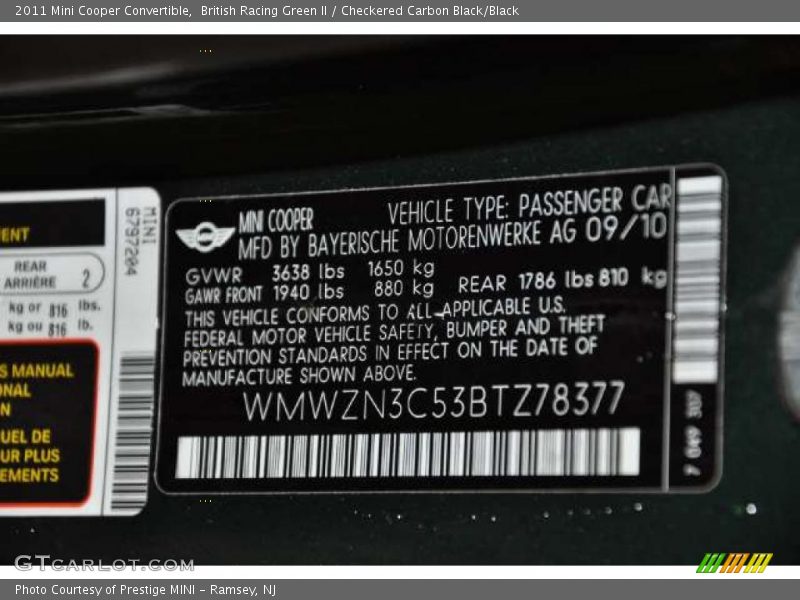 2011 Mini Cooper Convertible,  British Racing Green II / Checkered Carbon Black/Black
MINI
6797204
MENT
REAR
ARRIÈRE 2
kg or 816 lbs.
kg ou 816 lb.
S MANUAL
ONAL
N
UEL DE
UR PLUS
EMENTS
MINI COOPER VEHICLE TYPE: PASSENGER CAR
MFD BY BAYERISCHE MOTORENWERKE AG 09/10
GVWR 3638 lbs 1650 kg
GAWR FRONT 1940 lbs 880 kg REAR 1786 lbs 810 kg
THIS VEHICLE CONFORMS TO ALL APPLICABLE U.S.
FEDERAL MOTOR VEHICLE SAFETY, BUMPER AND THEFT
PREVENTION STANDARDS IN EFFECT ON THE DATE OF
MANUFACTURE SHOWN ABOVE.
WMWZN3C53BTZ78377
GTCARLOT.COM
Photo Courtesy of Prestige MINI - Ramsey, NJ